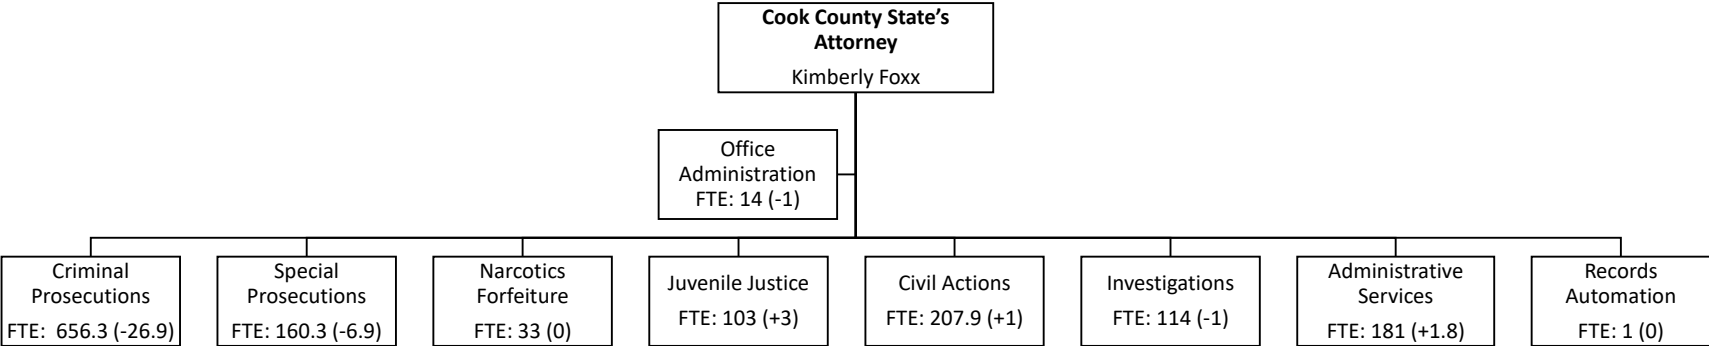 Cook County State’s
Attorney
Kimberly Foxx
Office
Administration
FTE: 14 (-1)
Criminal
Prosecutions
FTE:  656.3 (-26.9)
Special
Prosecutions
FTE: 160.3 (-6.9)
Narcotics
Forfeiture
FTE: 33 (0)
Juvenile Justice
FTE: 103 (+3)
Civil Actions
FTE: 207.9 (+1)
Investigations
FTE: 114 (-1)
Administrative
Services
FTE: 181 (+1.8)
Records
Automation
FTE: 1 (0)